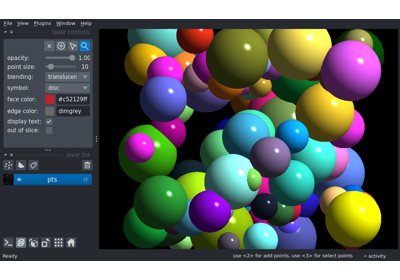 File View Plugins Window Help
layer controls
opacity: 1.00
point size: 10
blending: translucen
symbol: disc
face color: #c52129ff
edge color: dimgrey
display text:
out of slice:
layer list
pts
Ready use <2> for add points, use <3> for select points activity